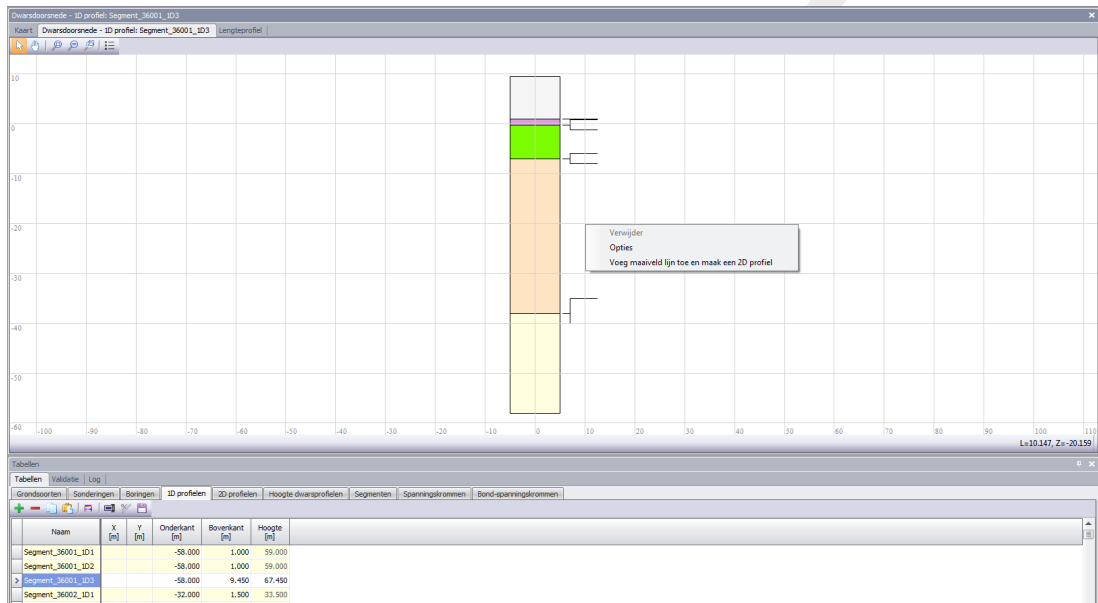 Dwarsdoorsnede - 1D profiel: Segment_36001_1D3
Kaart Dwarsdoorsnede - 1D profiel: Segment_36001_1D3 Lengteprofiel
10
0
-10
-20
Verwijder
Opties
Voeg maaiveld lijn toe en maak een 2D profiel
-30
-40
-50
-60
-100 -90 -80 -70 -60 -50 -40 -30 -20 -10 0 10 20 30 40 50 60 70 80 90 100 110
L=10.147, Z=-20.159
Tabellen
Tabellen Validatie Log
Grondsoorten Sonderingen Boringen 1D profielen 2D profielen Hoogte dwarsprofielen Segmenten Spanningskrommen Bond-spanningskrommen
Naam X [m] Y [m] Onderkant [m] Bovenkant [m] Hoogte [m]
Segment_36001_1D1 -58.000 1.000 59.000
Segment_36001_1D2 -58.000 1.000 59.000
Segment_36001_1D3 -58.000 9.450 67.450
Segment_36002_1D1 -32.000 1.500 33.500